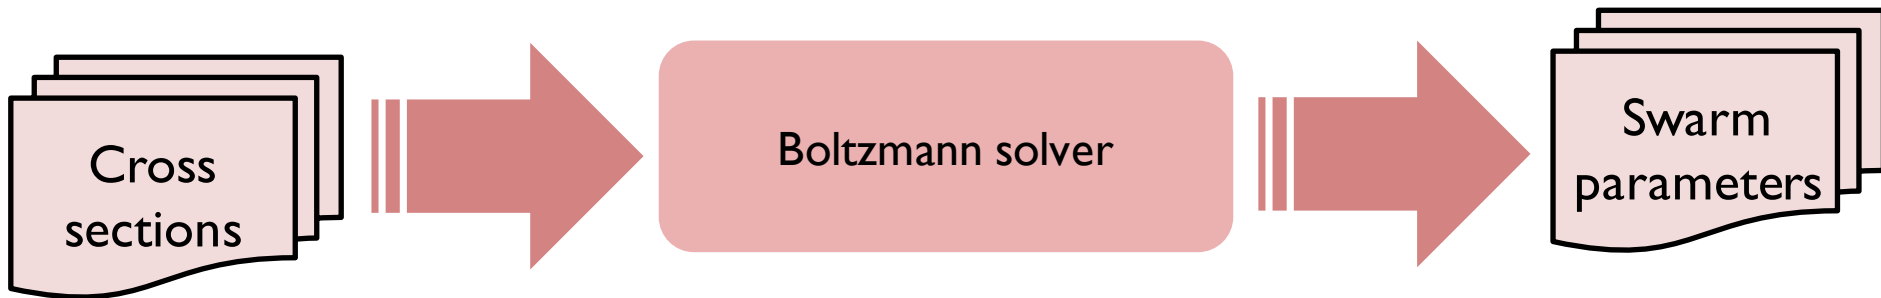 Cross
sections
Boltzmann solver
Swarm
parameters